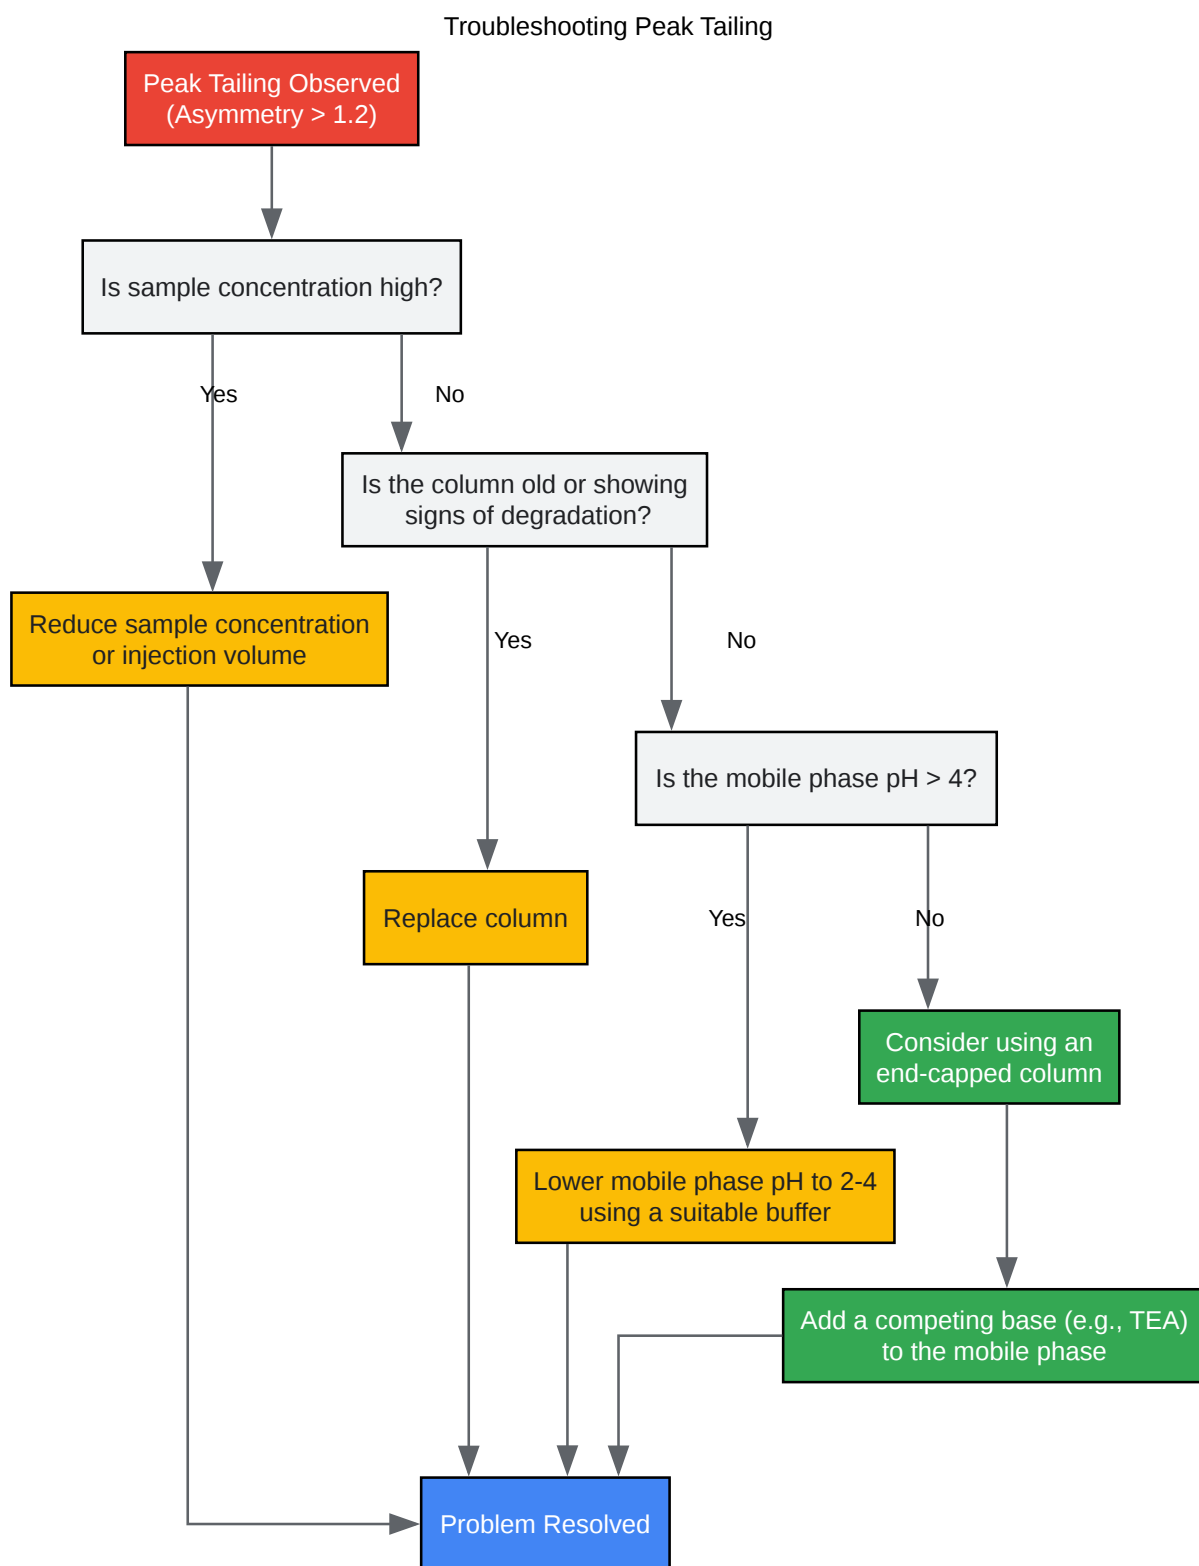 Troubleshooting Peak Tailing
Peak Tailing Observed
(Asymmetry > 1.2)
Is sample concentration high?
Yes
No
Is the column old or showing
signs of degradation?
Reduce sample concentration
or injection volume
Yes
No
Is the mobile phase pH > 4?
Replace column
Yes
No
Consider using an
end-capped column
Lower mobile phase pH to 2-4
using a suitable buffer
Add a competing base (e.g., TEA)
to the mobile phase
Problem Resolved